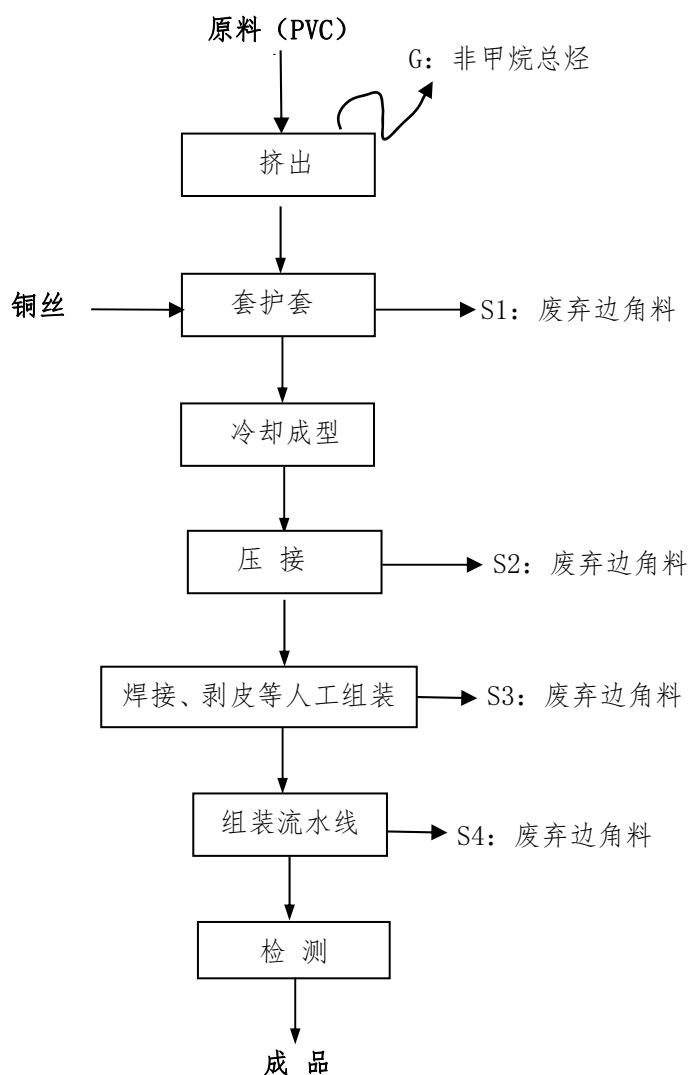 原料（PVC）
G：非甲烷总烃
挤出
铜丝
套护套
S1：废弃边角料
冷却成型
压 接
S2：废弃边角料
焊接、剥皮等人工组装
S3：废弃边角料
组装流水线
S4：废弃边角料
检 测
成 品